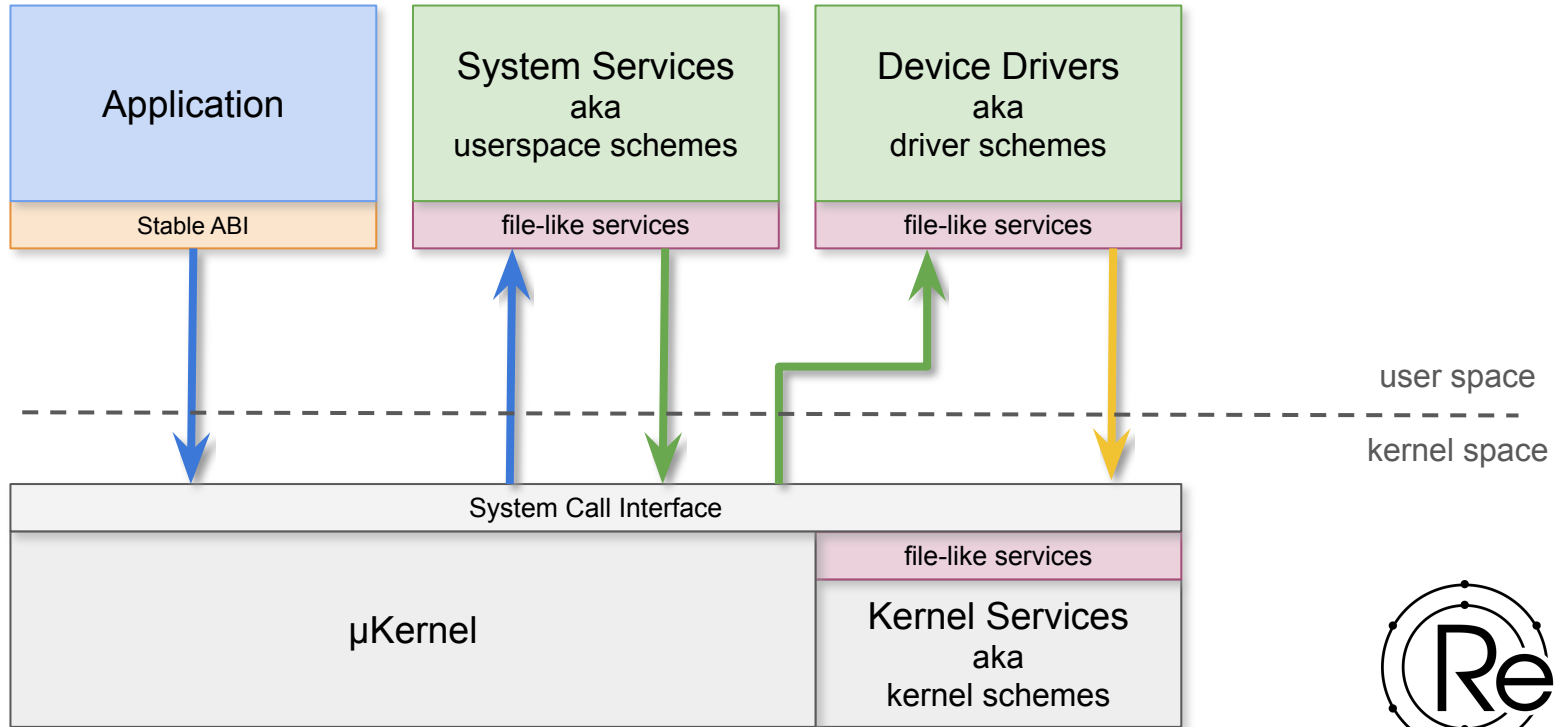 Application
Stable ABI
System Services
aka
userspace schemes
file-like services
Device Drivers
aka
driver schemes
file-like services
user space
kernel space
System Call Interface
µKernel
file-like services
Kernel Services
aka
kernel schemes
Re